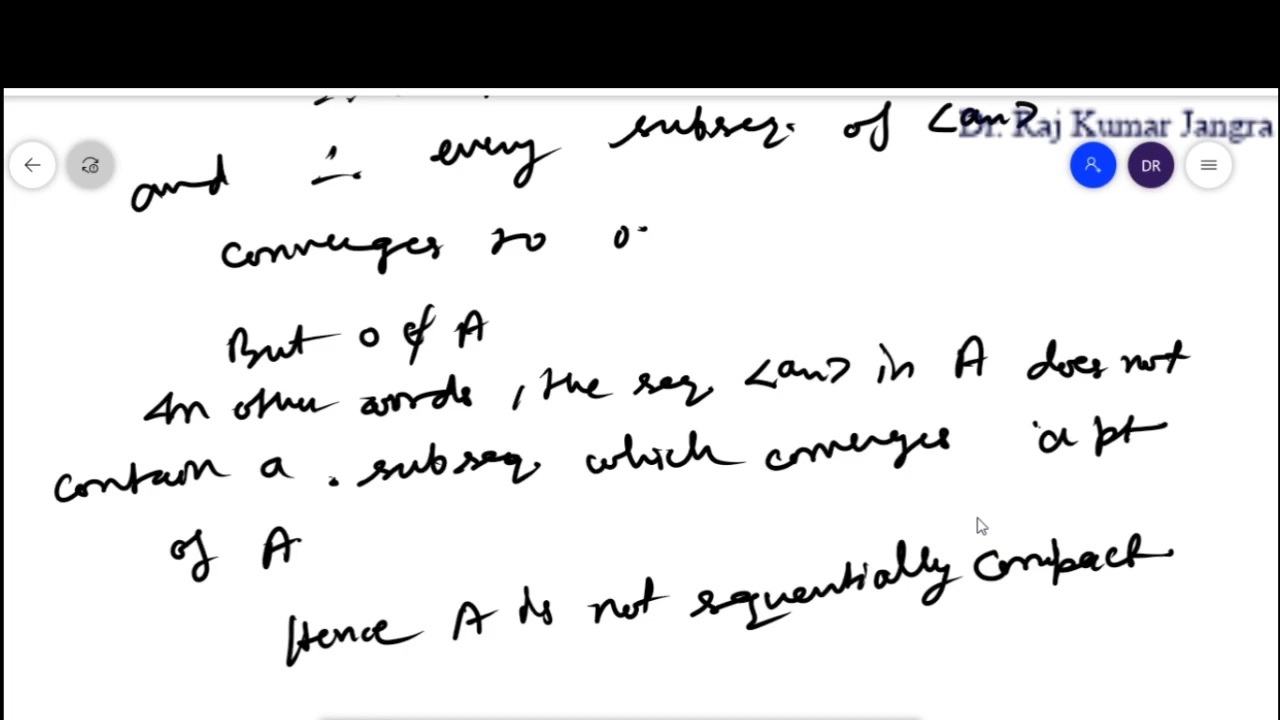 Dr. Raj Kumar Jangra
DR
and ∴ every subseq. of <an>
converges to 0.
But 0 ∉ A
In other words, the seq. <an> in A does not
contain a subseq. which converges a pt
of A
Hence A is not sequentially compact